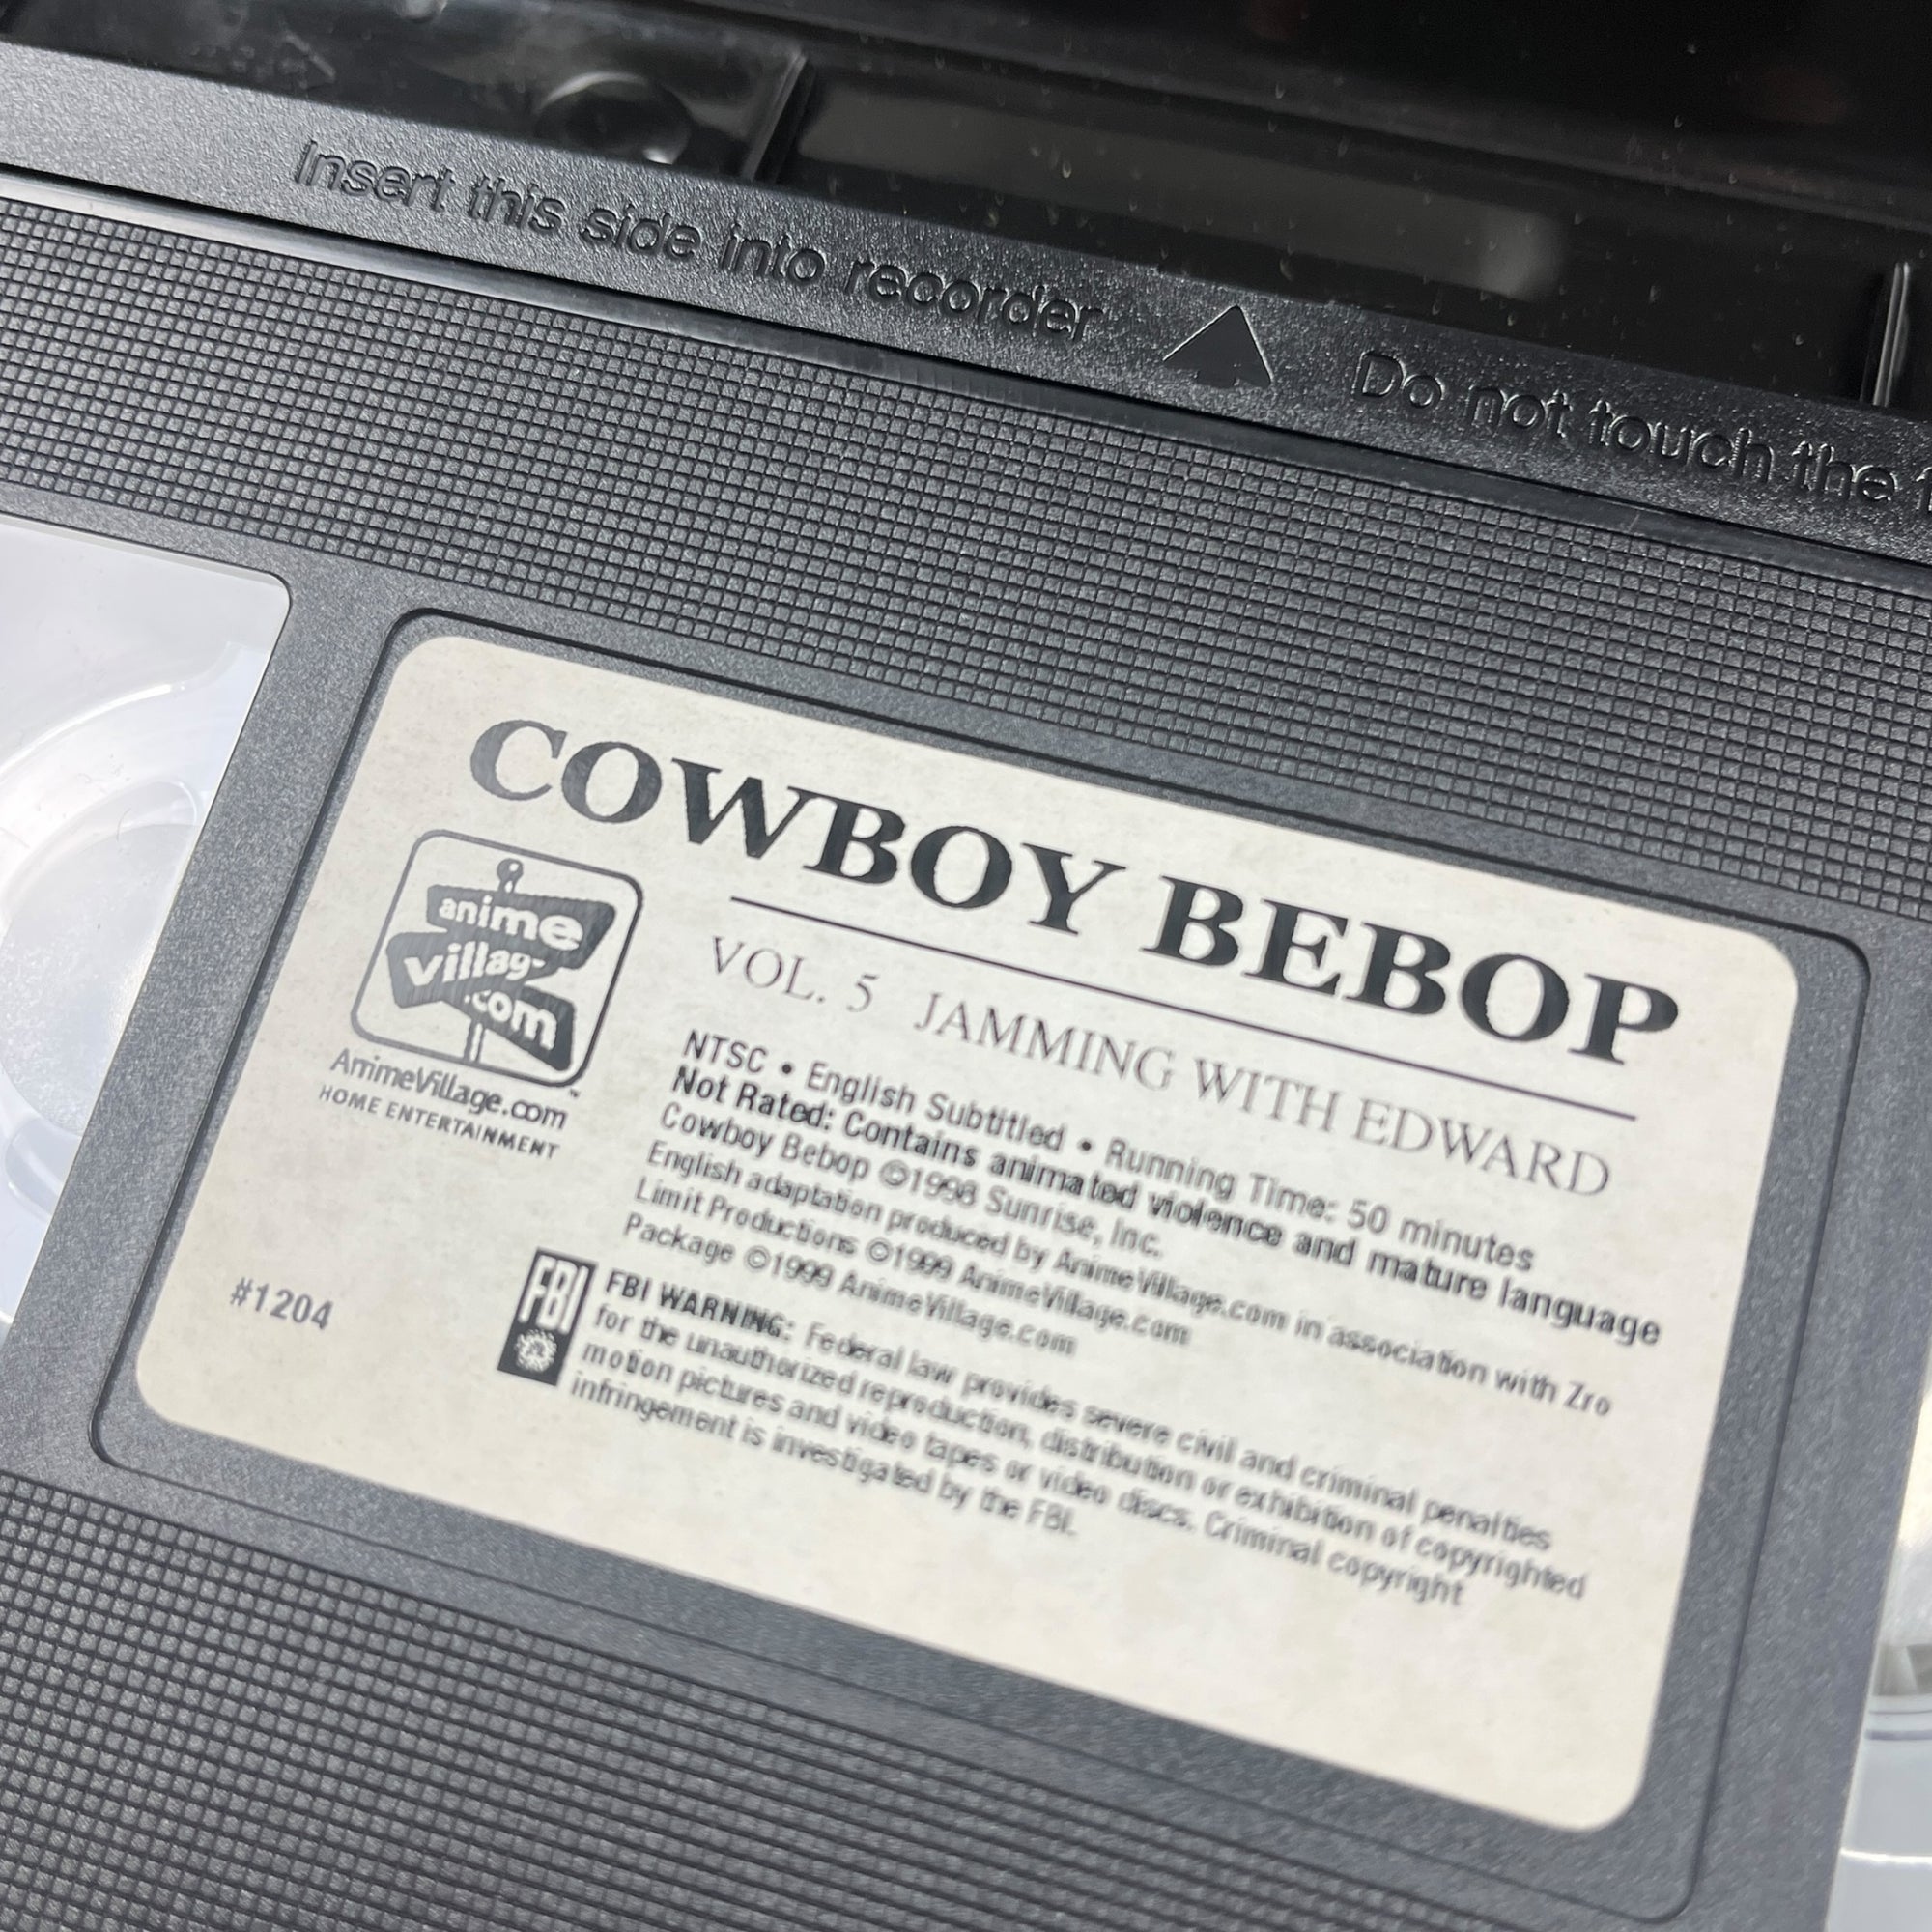 Insert this side into recorder
Do not touch the
COWBOY BEBOP
anime
village
.com
AnimeVillage.com
HOME ENTERTAINMENT
VOL. 5 JAMMING WITH EDWARD
NTSC • English Subtitled • Running Time: 50 minutes
Not Rated: Contains animated violence and mature language
Cowboy Bebop ©1998 Sunrise, Inc.
English adaptation produced by AnimeVillage.com in association with Zro
Limit Productions ©1999 AnimeVillage.com
Package ©1999 AnimeVillage.com
#1204
FBI
FBI WARNING: Federal law provides severe civil and criminal penalties
for the unauthorized reproduction, distribution or exhibition of copyrighted
motion pictures and video tapes or video discs. Criminal copyright
infringement is investigated by the FBI.